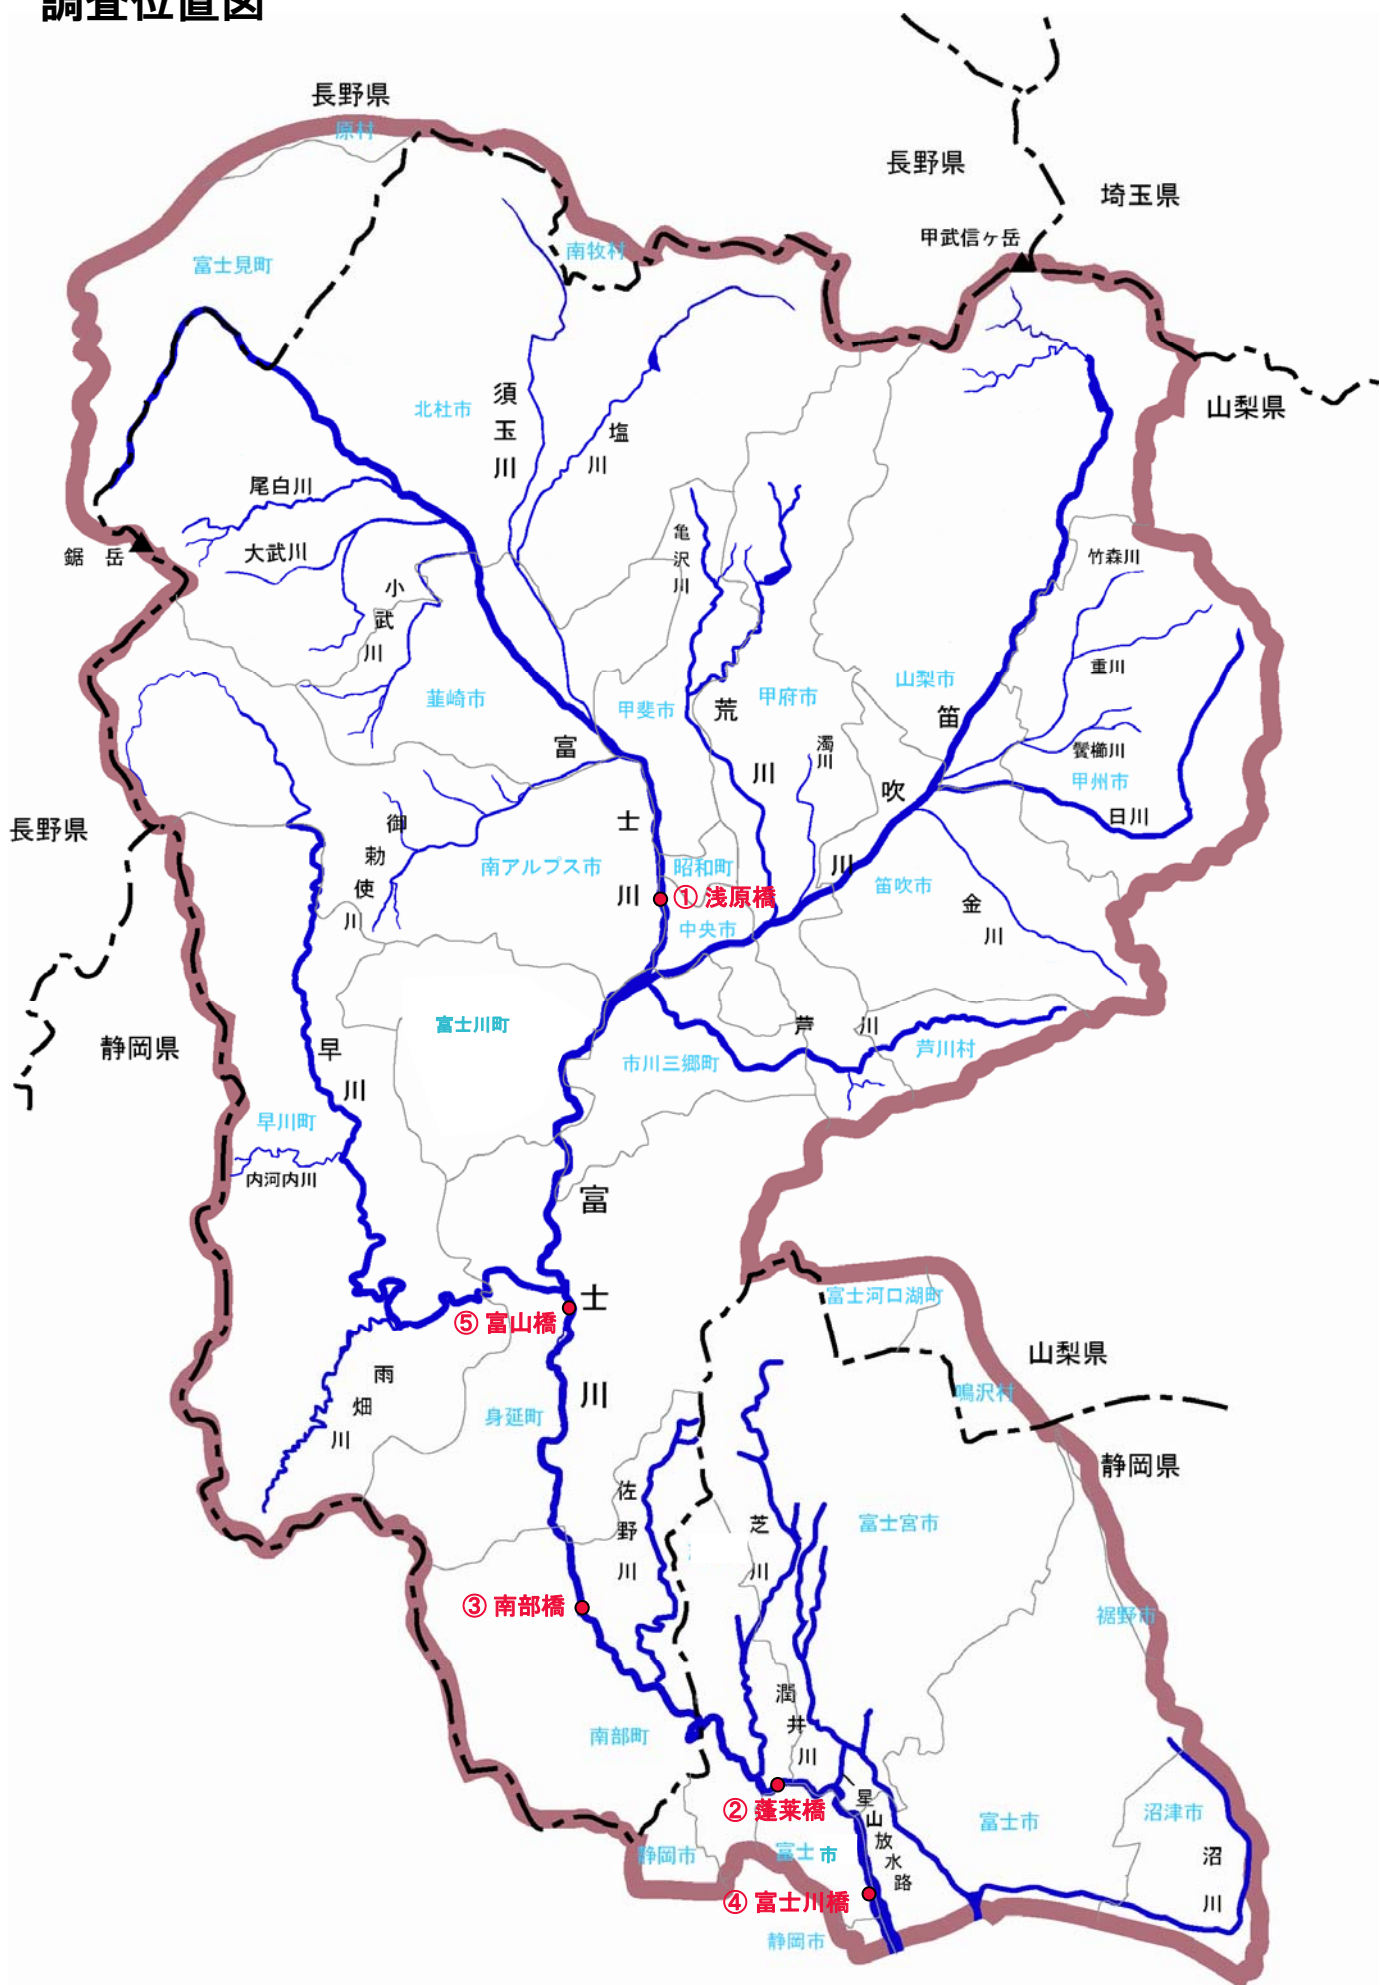 調査位置図
長野県
原村
長野県
埼玉県
甲武信ヶ岳
南牧村
富士見町
山梨県
北杜市
須玉川
塩川
尾白川
亀沢川
大武川
鋸岳
竹森川
小武川
重川
山梨市
韮崎市
甲斐市
荒川
甲府市
笛吹川
富士川
濁川
鬢櫛川
甲州市
日川
長野県
御勅使川
南アルプス市
昭和町
笛吹市
① 浅原橋
金川
中央市
富士川町
芦川
静岡県
早川
市川三郷町
芦川村
早川町
内河内川
富士川
富士河口湖町
⑤ 富山橋
山梨県
雨畑川
鳴沢村
身延町
静岡県
佐野川
芝川
富士宮市
③ 南部橋
裾野市
潤井川
南部町
② 蓬莱橋
星山放水路
富士市
沼津市
静岡市
富士市
沼川
④ 富士川橋
静岡市